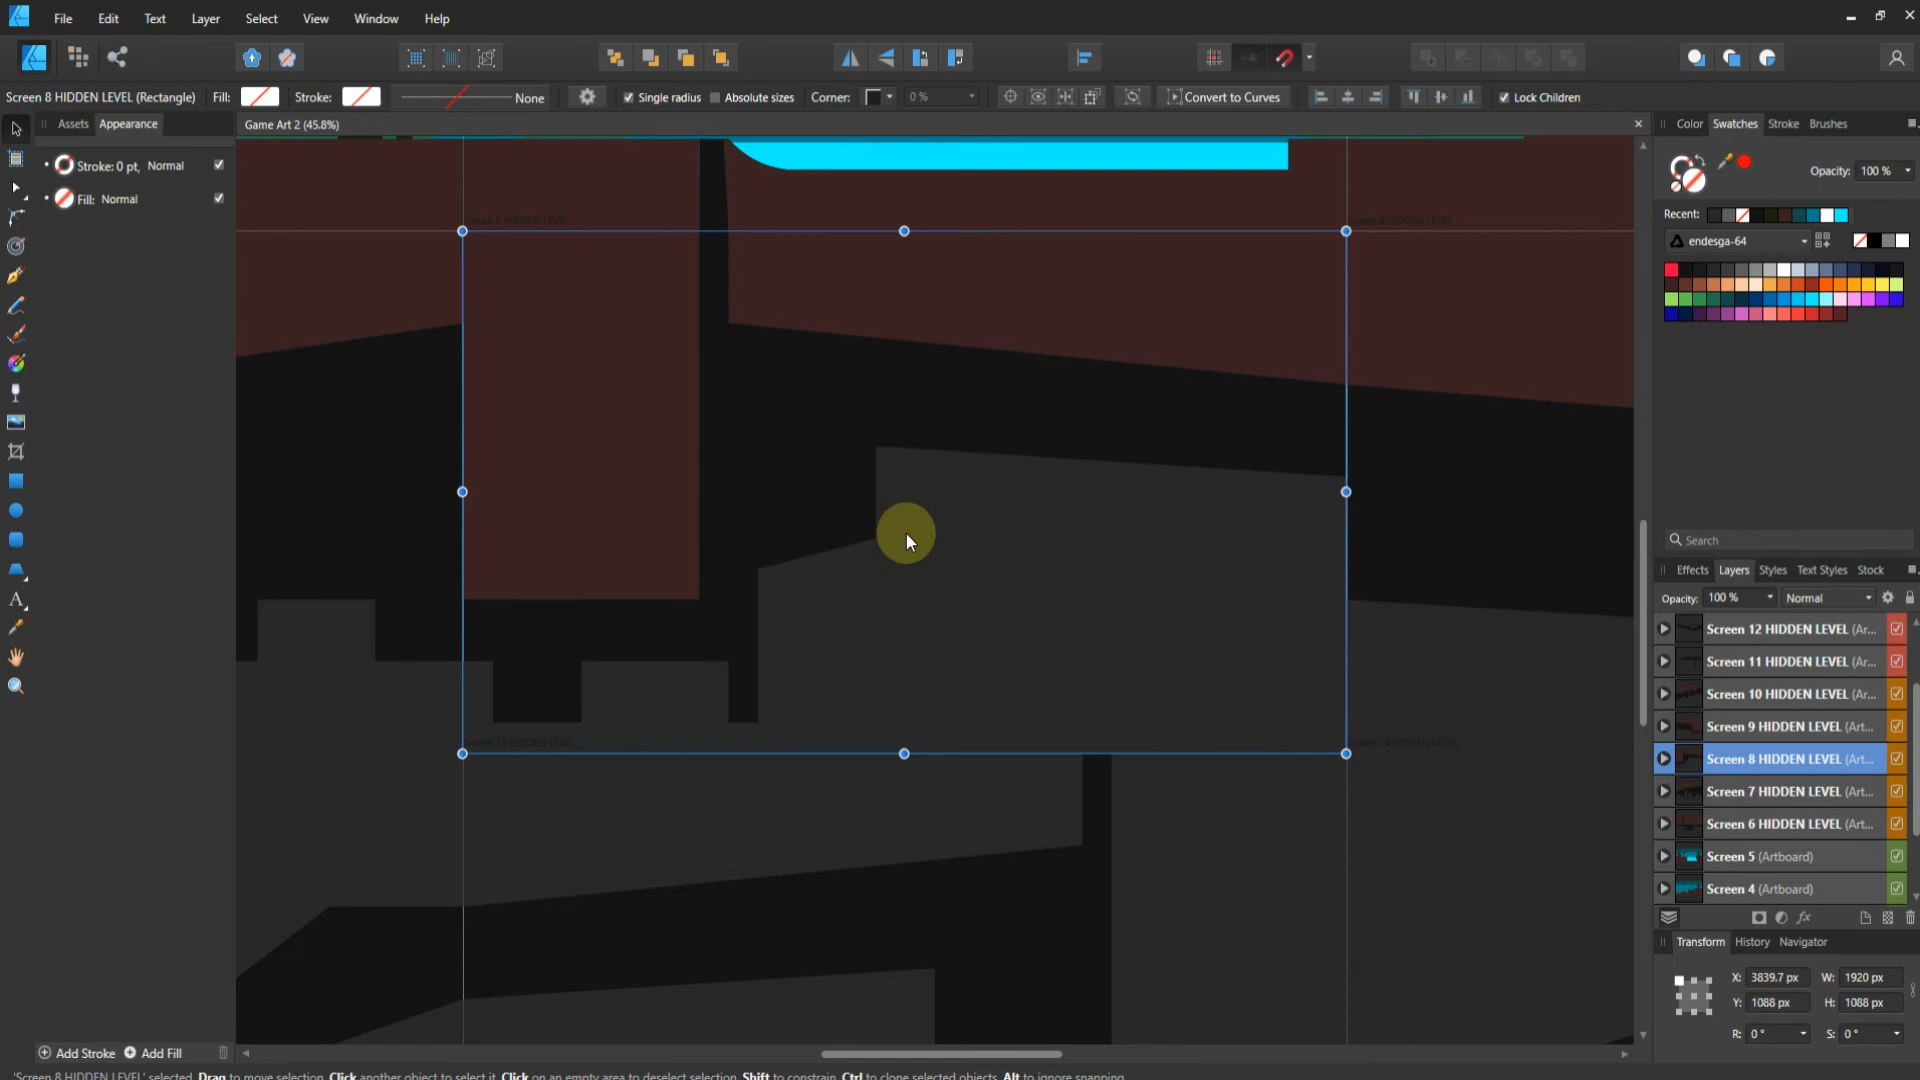 File Edit Text Layer Select View Window Help
Screen 8 HIDDEN LEVEL (Rectangle) Fill: Stroke: None Single radius Absolute sizes Corner: 0 % Convert to Curves Lock Children
Assets Appearance
Game Art 2 (45.8%)
Color Swatches Stroke Brushes
Stroke: 0 pt, Normal
Fill: Normal
Opacity: 100 %
Recent:
endesga-64
Search
Effects Layers Styles Text Styles Stock
Opacity: 100 % Normal
Screen 12 HIDDEN LEVEL (Ar...
Screen 11 HIDDEN LEVEL (Ar...
Screen 10 HIDDEN LEVEL (Ar...
Screen 9 HIDDEN LEVEL (Art...
Screen 8 HIDDEN LEVEL (Art...
Screen 7 HIDDEN LEVEL (Art...
Screen 6 HIDDEN LEVEL (Art...
Screen 5 (Artboard)
Screen 4 (Artboard)
fx
Transform History Navigator
X: 3839.7 px W: 1920 px
Y: 1088 px H: 1088 px
R: 0° S: 0°
Add Stroke Add Fill
'Screen 8 HIDDEN LEVEL' selected. Drag to move selection. Click another object to select it. Click on an empty area to deselect selection. Shift to constrain. Ctrl to clone selected objects. Alt to ignore snapping.